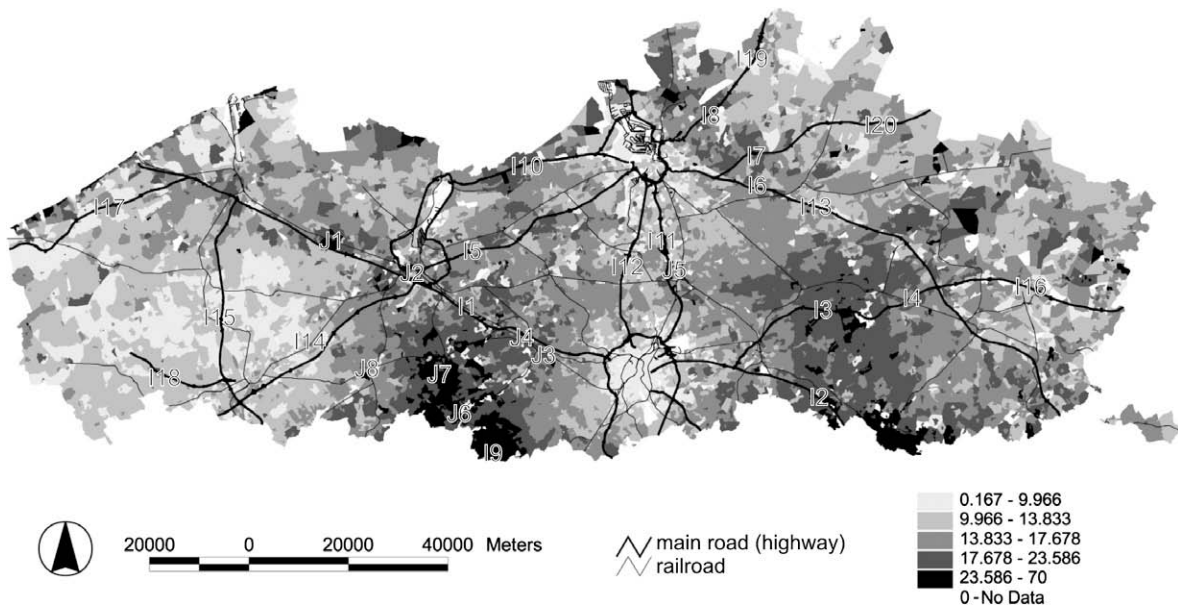 I19
I8
I20
I7
I10
I6
I17
I13
J1
I11
I5
I12
J2
J5
I16
I1
I3
I4
I15
I14
J4
J3
J8
I18
J7
I2
J6
I9
20000 0 20000 40000 Meters
main road (highway)
railroad
0.167 - 9.966
9.966 - 13.833
13.833 - 17.678
17.678 - 23.586
23.586 - 70
0 - No Data